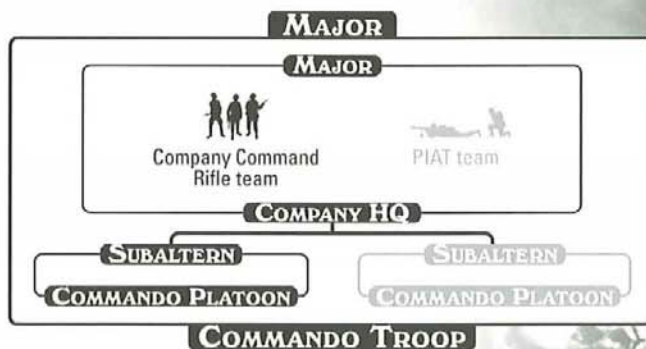 MAJOR
MAJOR
Company Command
Rifle team
PIAT team
COMPANY HQ
SUBALTERN
SUBALTERN
COMMANDO PLATOON
COMMANDO PLATOON
COMMANDO TROOP